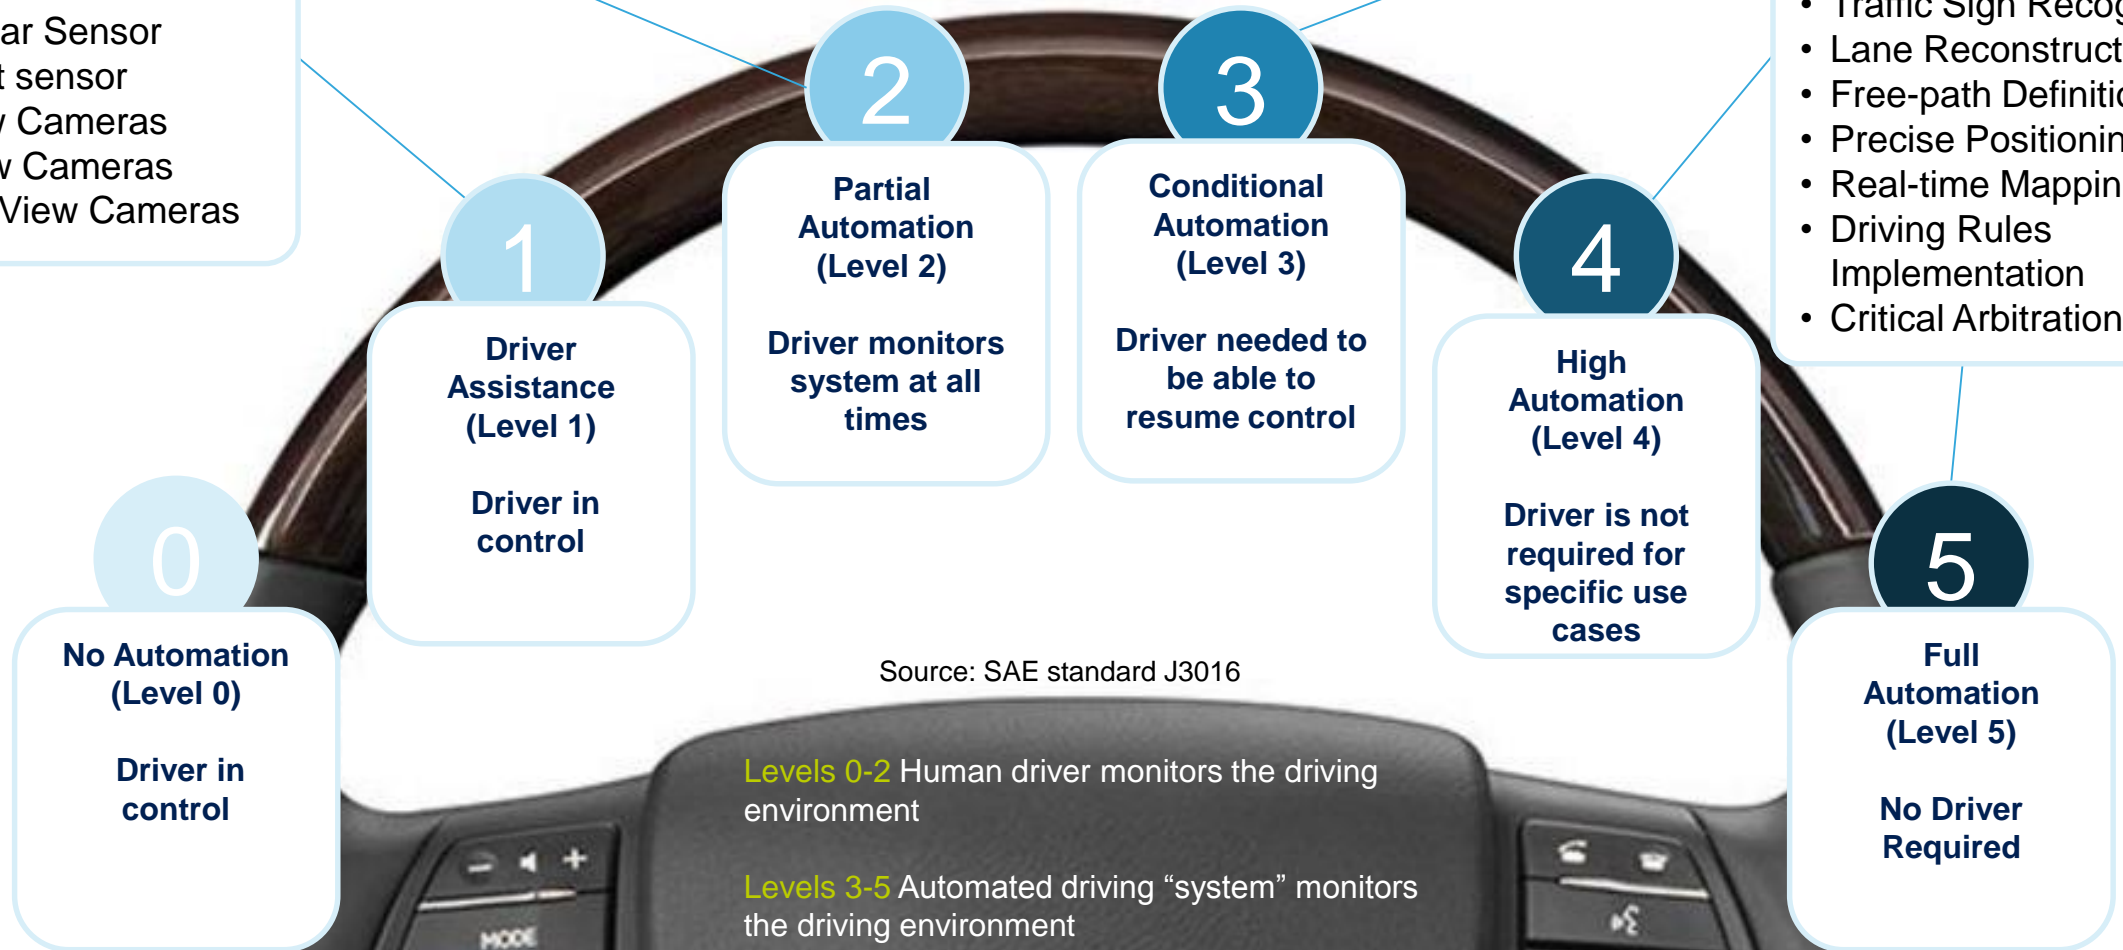 ar Sensor
t sensor
Cameras
Cameras
View Cameras
2
Partial
Automation
(Level 2)
Driver monitors
system at all
times
3
Conditional
Automation
(Level 3)
Driver needed to
be able to
resume control
• Traffic Sign Recog
• Lane Reconstruct
• Free-path Definitio
• Precise Positionin
• Real-time Mappin
• Driving Rules
Implementation
• Critical Arbitration
1
Driver
Assistance
(Level 1)
Driver in
control
4
High
Automation
(Level 4)
Driver is not
required for
specific use
cases
0
No Automation
(Level 0)
Driver in
control
5
Full
Automation
(Level 5)
No Driver
Required
Source: SAE standard J3016
Levels 0-2 Human driver monitors the driving
environment
Levels 3-5 Automated driving “system” monitors
the driving environment
MODE